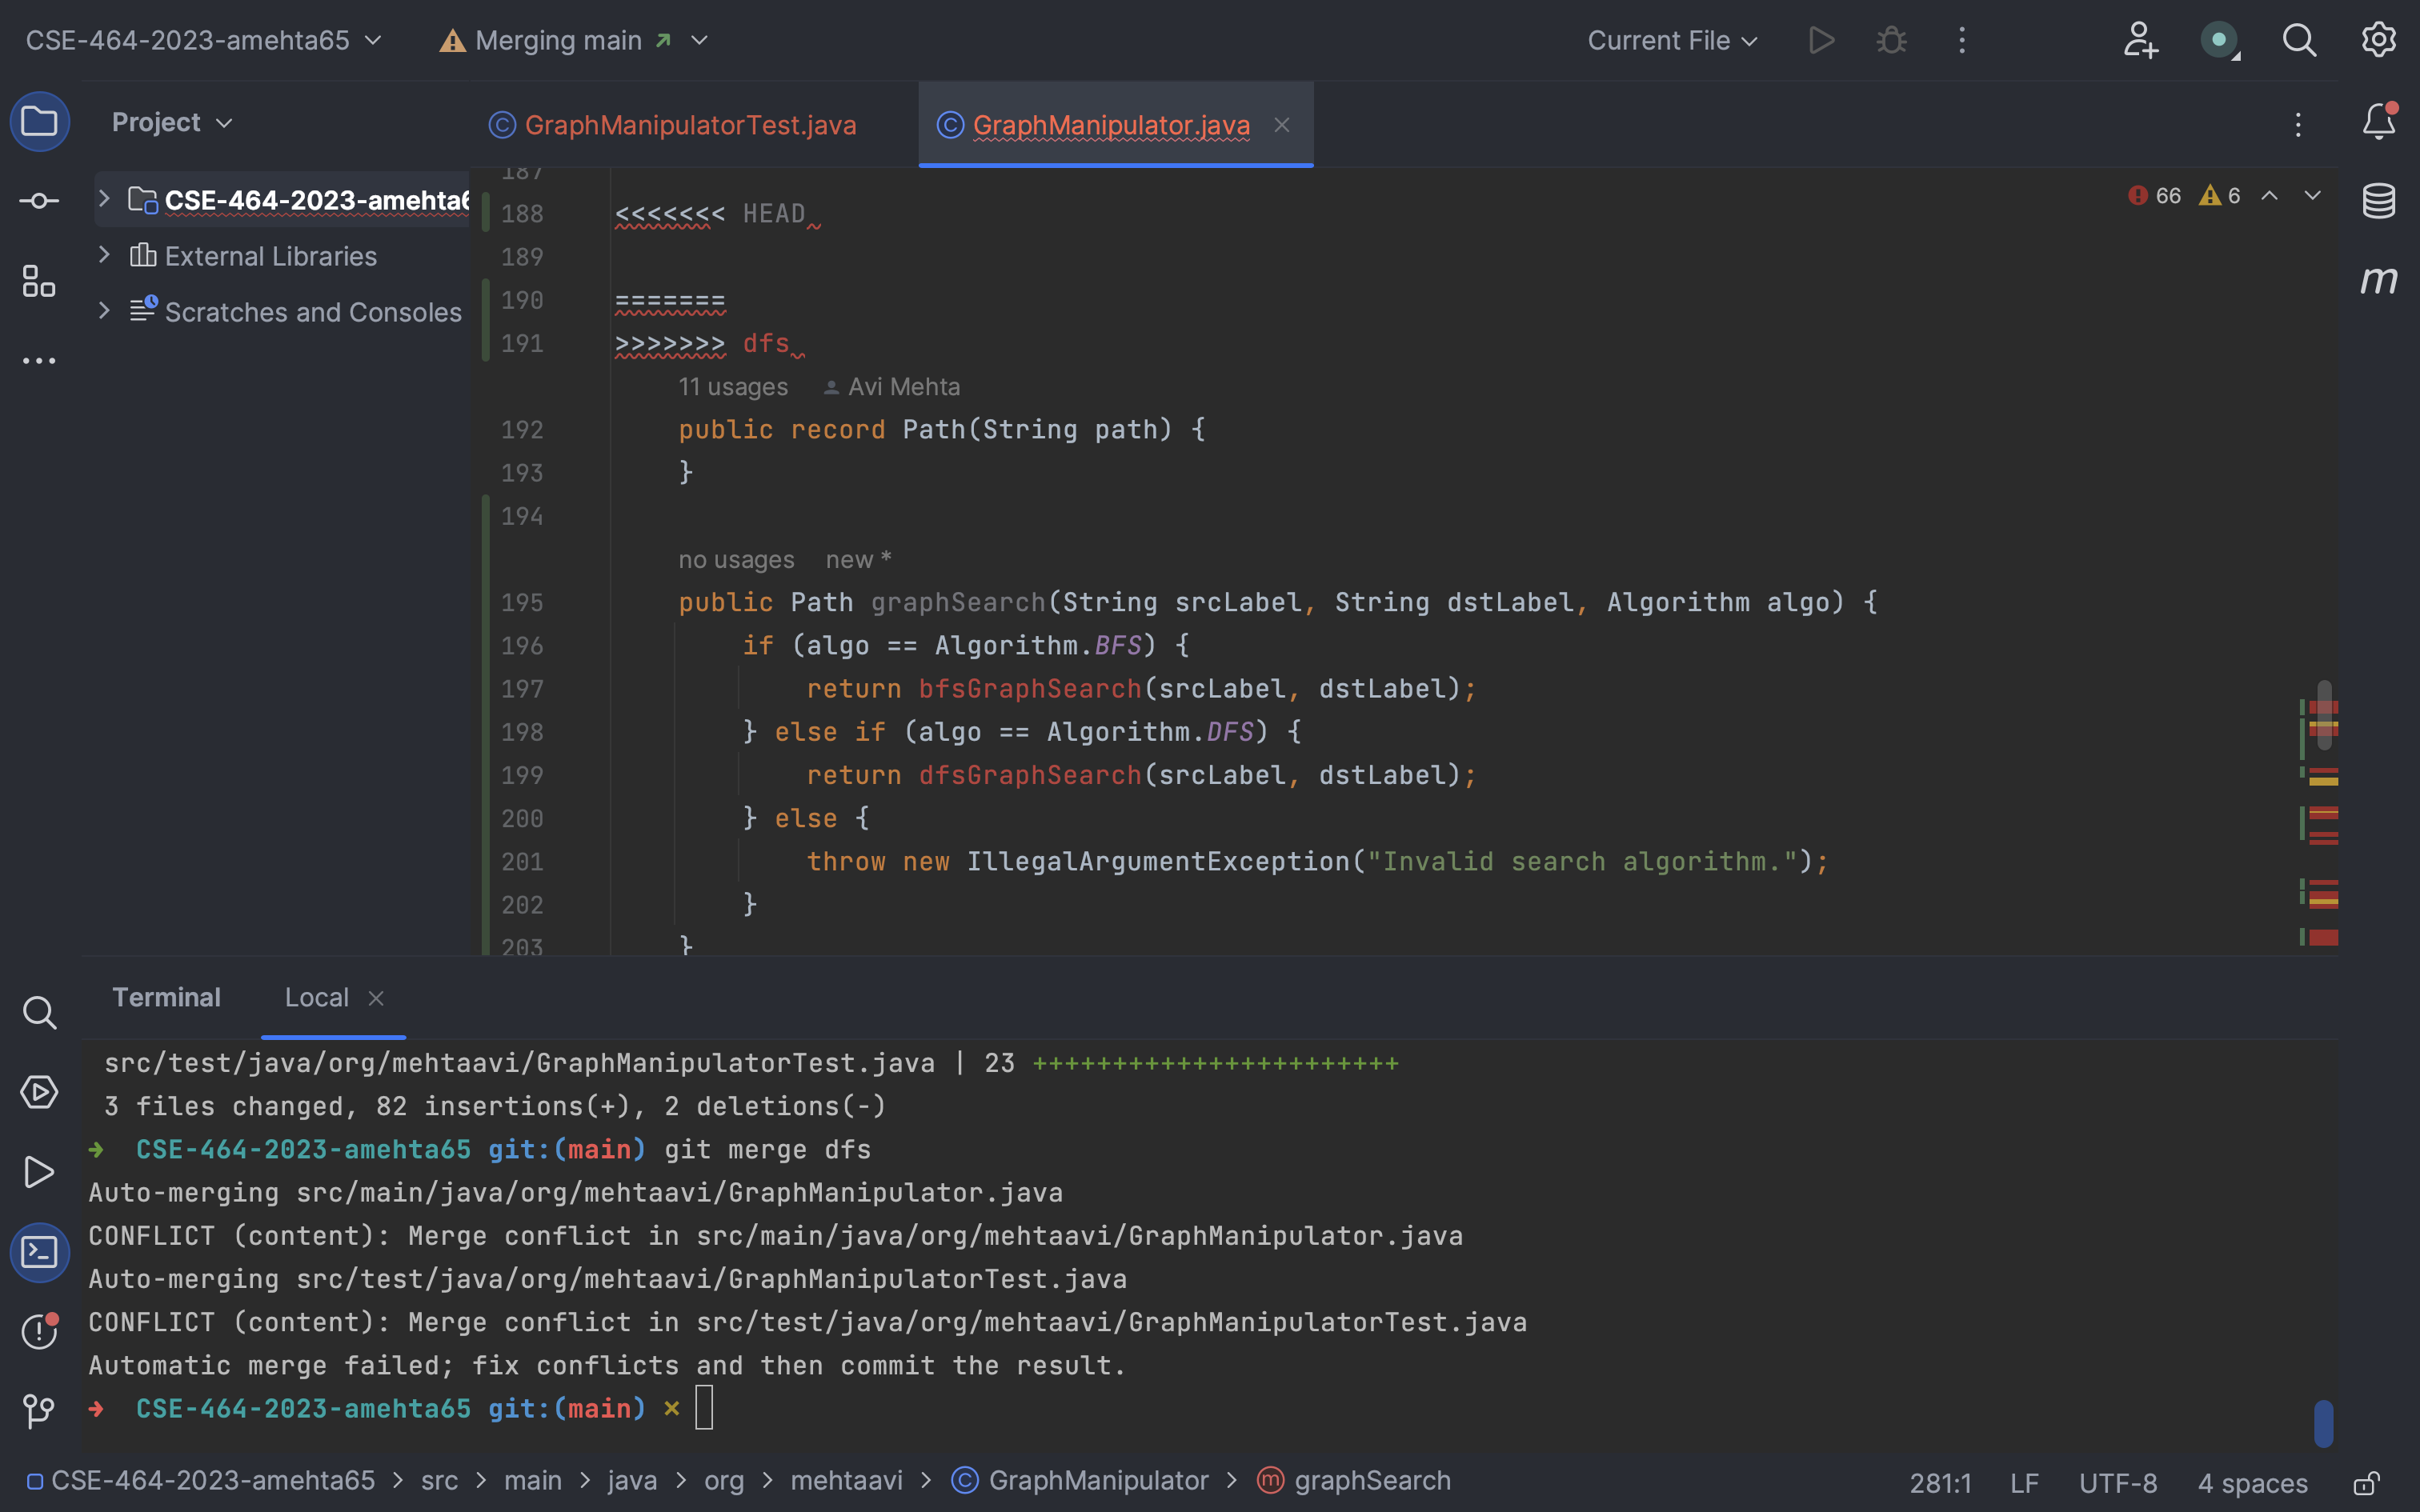 CSE-464-2023-amehta65
Merging main
Current File
Project
GraphManipulatorTest.java
GraphManipulator.java
CSE-464-2023-amehta6
External Libraries
Scratches and Consoles
66 6
m
187
188 <<<<<<< HEAD
189
190 =======
191 >>>>>>> dfs
11 usages Avi Mehta
192 public record Path(String path) {
193 }
194
no usages new *
195 public Path graphSearch(String srcLabel, String dstLabel, Algorithm algo) {
196 if (algo == Algorithm.BFS) {
197 return bfsGraphSearch(srcLabel, dstLabel);
198 } else if (algo == Algorithm.DFS) {
199 return dfsGraphSearch(srcLabel, dstLabel);
200 } else {
201 throw new IllegalArgumentException("Invalid search algorithm.");
202 }
203 }
Terminal Local
src/test/java/org/mehtaavi/GraphManipulatorTest.java | 23 +++++++++++++++++++++++
3 files changed, 82 insertions(+), 2 deletions(-)
➜ CSE-464-2023-amehta65 git:(main) git merge dfs
Auto-merging src/main/java/org/mehtaavi/GraphManipulator.java
CONFLICT (content): Merge conflict in src/main/java/org/mehtaavi/GraphManipulator.java
Auto-merging src/test/java/org/mehtaavi/GraphManipulatorTest.java
CONFLICT (content): Merge conflict in src/test/java/org/mehtaavi/GraphManipulatorTest.java
Automatic merge failed; fix conflicts and then commit the result.
➜ CSE-464-2023-amehta65 git:(main) ✗
CSE-464-2023-amehta65 > src > main > java > org > mehtaavi > GraphManipulator > graphSearch
281:1 LF UTF-8 4 spaces